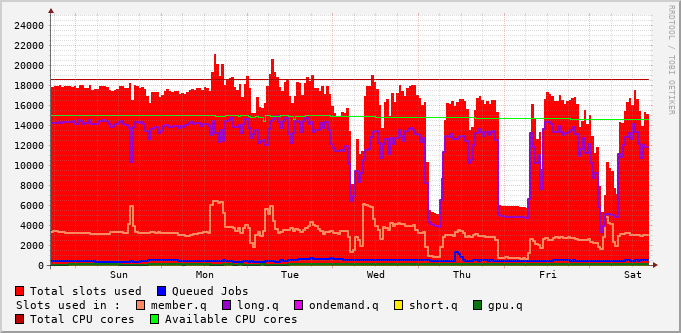 RRDTOOL / TOBI OETIKER
24000
22000
20000
18000
16000
14000
12000
10000
8000
6000
4000
2000
0
Sun Mon Tue Wed Thu Fri Sat
Total slots used Queued Jobs
Slots used in : member.q long.q ondemand.q short.q gpu.q
Total CPU cores Available CPU cores